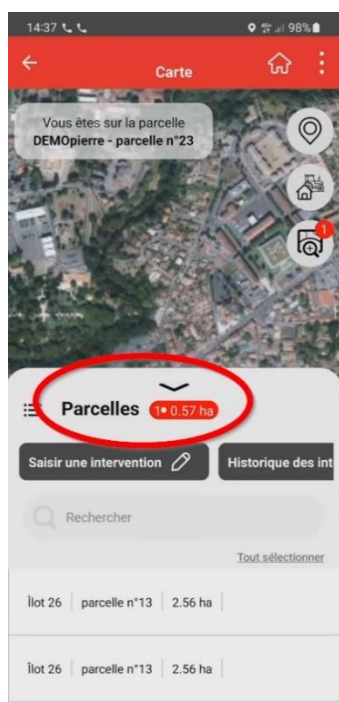 14:37 98%
Carte
Vous êtes sur la parcelle
DEMOpierre - parcelle n°23
1
Parcelles 1• 0.57 ha
Saisir une intervention Historique des int
Rechercher
Tout sélectionner
Îlot 26 parcelle n°13 2.56 ha
Îlot 26 parcelle n°13 2.56 ha